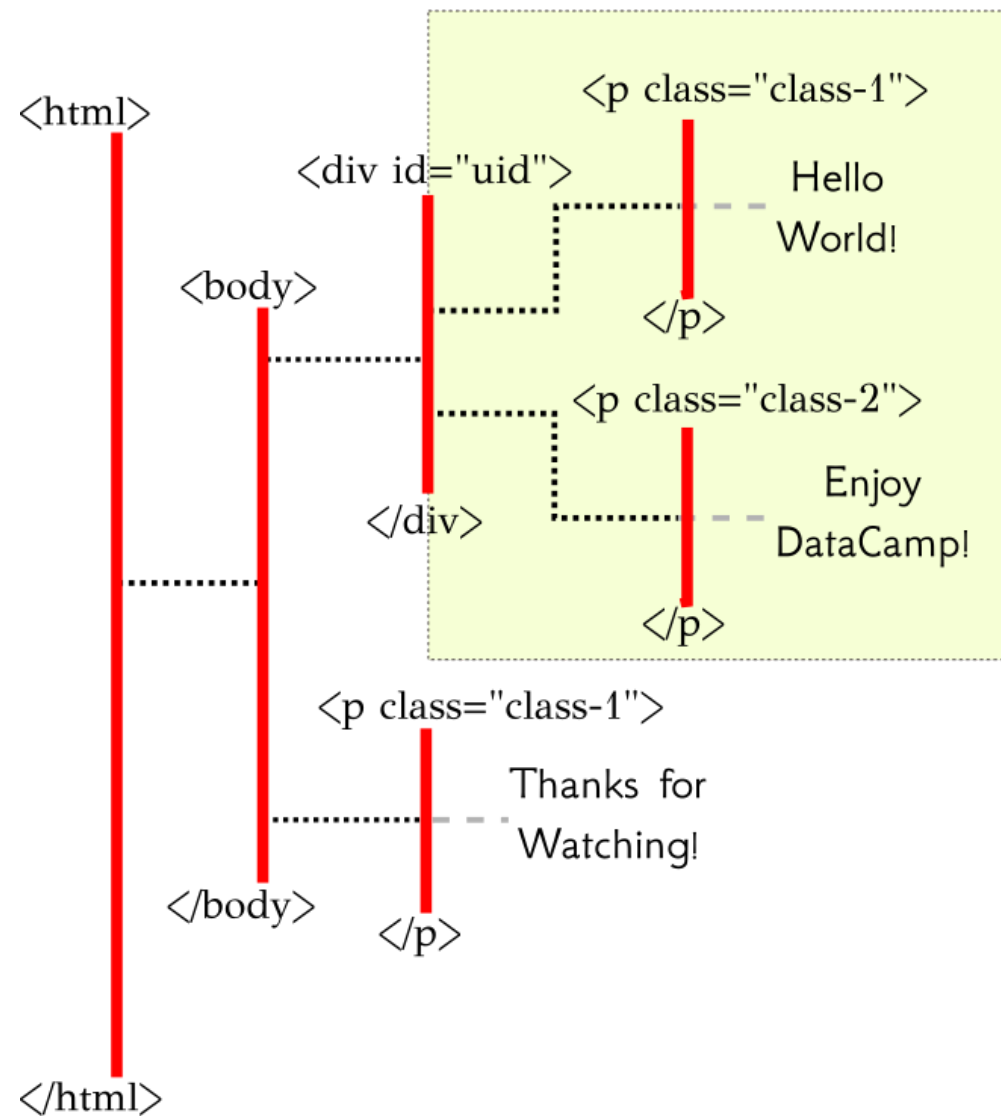 <html>
<body>
<div id="uid">
<p class="class-1">
Hello
World!
</p>
<p class="class-2">
Enjoy
DataCamp!
</p>
</div>
<p class="class-1">
Thanks for
Watching!
</p>
</body>
</html>